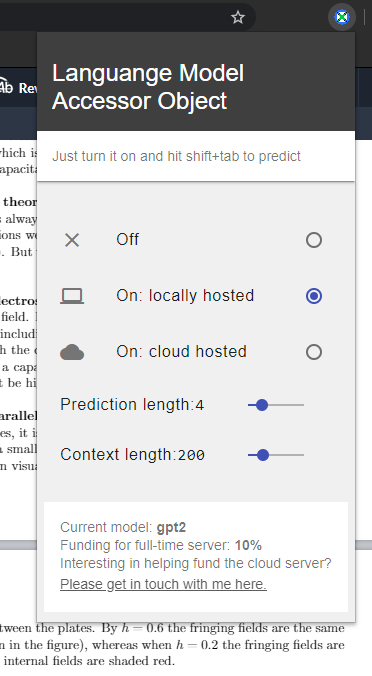 Rev
Languange Model
Accessor Object
Just turn it on and hit shift+tab to predict
Off
On: locally hosted
On: cloud hosted
Prediction length:4
Context length:200
Current model: gpt2
Funding for full-time server: 10%
Interesting in helping fund the cloud server?
Please get in touch with me here.
tween the plates. By h = 0.6 the fringing fields are the same
n in the figure), whereas when h = 0.2 the fringing fields are
internal fields are shaded red.